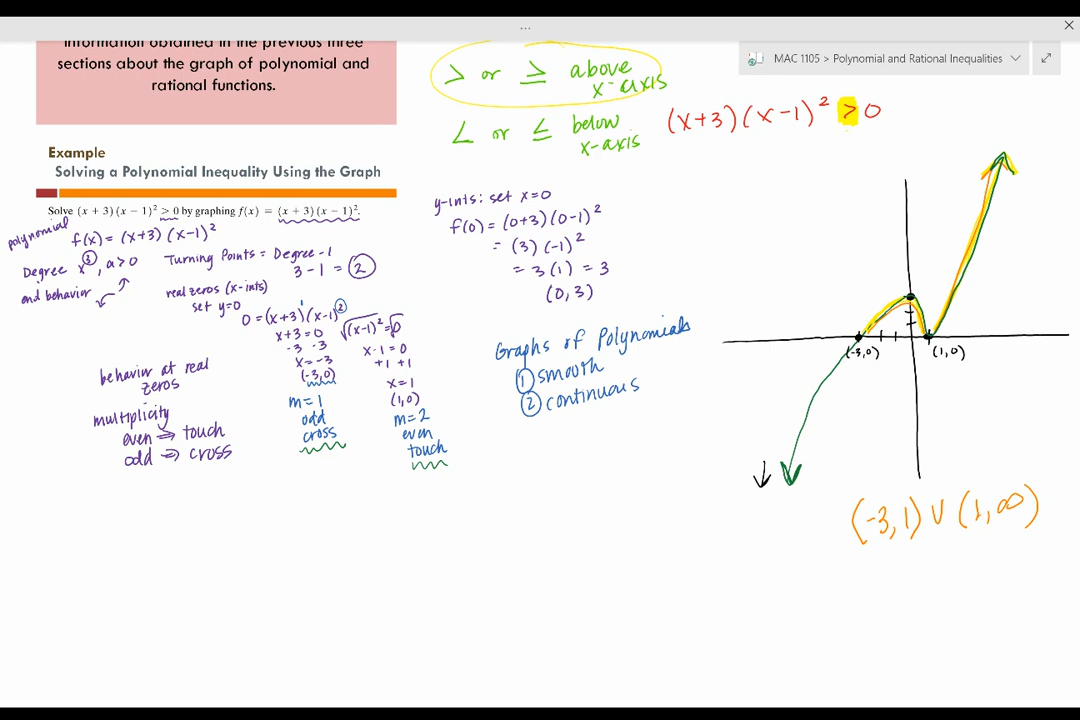 information obtained in the previous three
sections about the graph of polynomial and
rational functions.
Example
Solving a Polynomial Inequality Using the Graph
Solve (x + 3)(x − 1)² > 0 by graphing f(x) = (x + 3)(x − 1)².
polynomial
f(x) = (x+3)(x-1)²
Degree x³, a>0
end behavior
Turning Points = Degree -1
3-1 = 2
real zeros (x-ints)
set y=0
0=(x+3)¹(x-1)²
x+3=0
-3 -3
x=-3
(-3,0)
m=1
odd
cross
√(x-1)² = √0
x-1=0
+1 +1
x=1
(1,0)
m=2
even
touch
behavior at real
zeros
multiplicity
even ⇒ touch
odd ⇒ cross
> or ≥ above
x-axis
< or ≤ below
x-axis
y-ints: set x=0
f(0) = (0+3)(0-1)²
= (3)(-1)²
= 3(1) = 3
(0,3)
Graphs of Polynomials
① smooth
② continuous
MAC 1105 > Polynomial and Rational Inequalities
(x+3)(x-1)² > 0
(-3,0)
(1,0)
(-3,1) ∪ (1,∞)